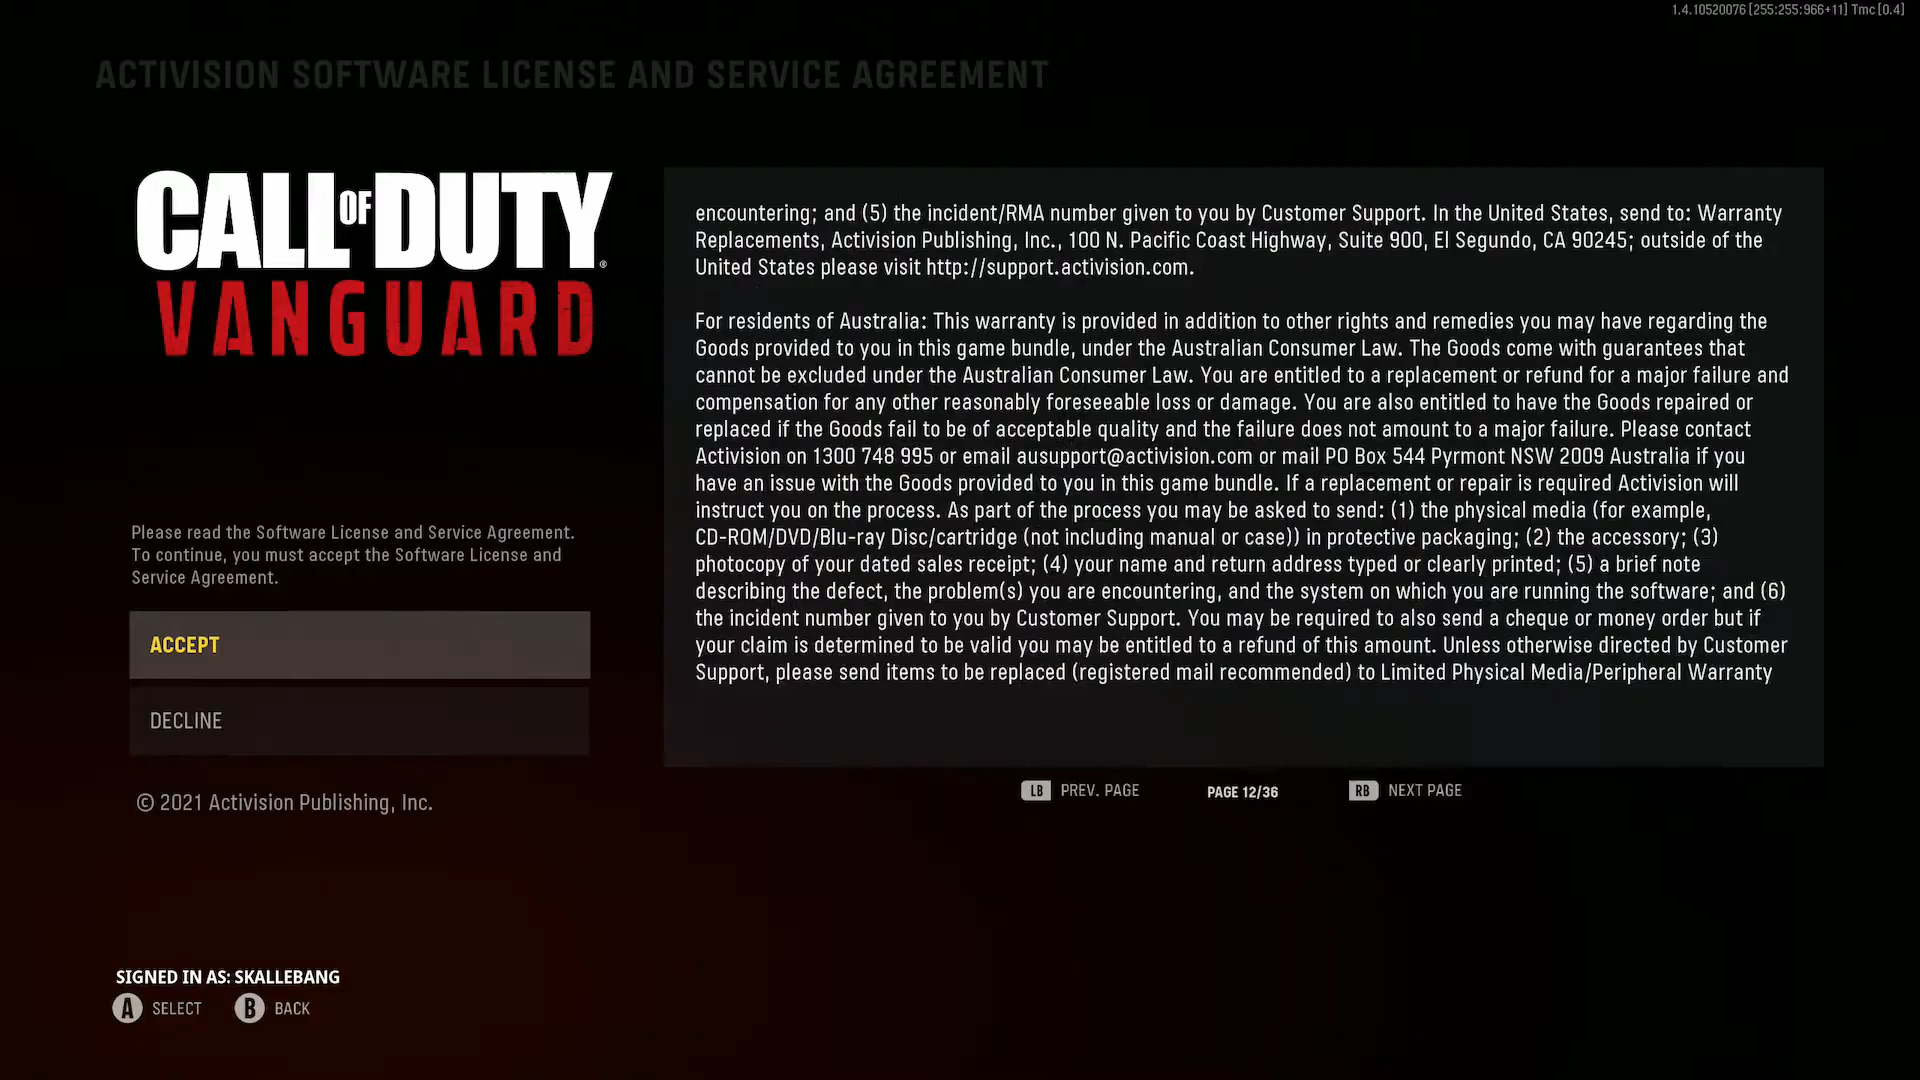 1.4.10520076 [255:255:966+11] Tmc [0.4]
ACTIVISION SOFTWARE LICENSE AND SERVICE AGREEMENT
CALL OF DUTY®
VANGUARD
Please read the Software License and Service Agreement.
To continue, you must accept the Software License and
Service Agreement.
ACCEPT
DECLINE
© 2021 Activision Publishing, Inc.
encountering; and (5) the incident/RMA number given to you by Customer Support. In the United States, send to: Warranty
Replacements, Activision Publishing, Inc., 100 N. Pacific Coast Highway, Suite 900, El Segundo, CA 90245; outside of the
United States please visit http://support.activision.com.
For residents of Australia: This warranty is provided in addition to other rights and remedies you may have regarding the
Goods provided to you in this game bundle, under the Australian Consumer Law. The Goods come with guarantees that
cannot be excluded under the Australian Consumer Law. You are entitled to a replacement or refund for a major failure and
compensation for any other reasonably foreseeable loss or damage. You are also entitled to have the Goods repaired or
replaced if the Goods fail to be of acceptable quality and the failure does not amount to a major failure. Please contact
Activision on 1300 748 995 or email ausupport@activision.com or mail PO Box 544 Pyrmont NSW 2009 Australia if you
have an issue with the Goods provided to you in this game bundle. If a replacement or repair is required Activision will
instruct you on the process. As part of the process you may be asked to send: (1) the physical media (for example,
CD-ROM/DVD/Blu-ray Disc/cartridge (not including manual or case)) in protective packaging; (2) the accessory; (3)
photocopy of your dated sales receipt; (4) your name and return address typed or clearly printed; (5) a brief note
describing the defect, the problem(s) you are encountering, and the system on which you are running the software; and (6)
the incident number given to you by Customer Support. You may be required to also send a cheque or money order but if
your claim is determined to be valid you may be entitled to a refund of this amount. Unless otherwise directed by Customer
Support, please send items to be replaced (registered mail recommended) to Limited Physical Media/Peripheral Warranty
LB PREV. PAGE PAGE 12/36 RB NEXT PAGE
SIGNED IN AS: SKALLEBANG
A SELECT B BACK